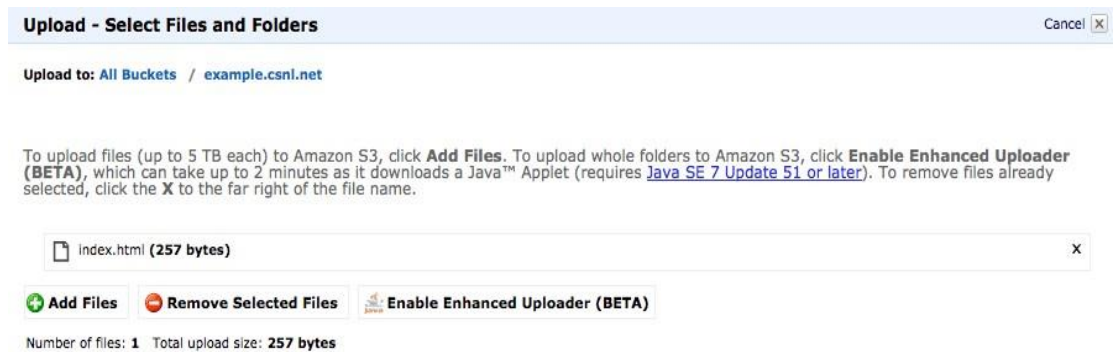 Upload - Select Files and Folders
Cancel X
Upload to: All Buckets / example.csnl.net
To upload files (up to 5 TB each) to Amazon S3, click Add Files. To upload whole folders to Amazon S3, click Enable Enhanced Uploader
(BETA), which can take up to 2 minutes as it downloads a Java™ Applet (requires Java SE 7 Update 51 or later). To remove files already
selected, click the X to the far right of the file name.
index.html (257 bytes)
X
Add Files
Remove Selected Files
Enable Enhanced Uploader (BETA)
Number of files: 1 Total upload size: 257 bytes